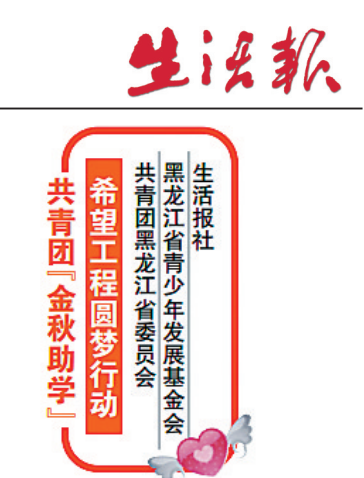 生活报
生活报社
黑龙江省青少年发展基金会
共青团黑龙江省委员会
希望工程圆梦行动
共青团『金秋助学』